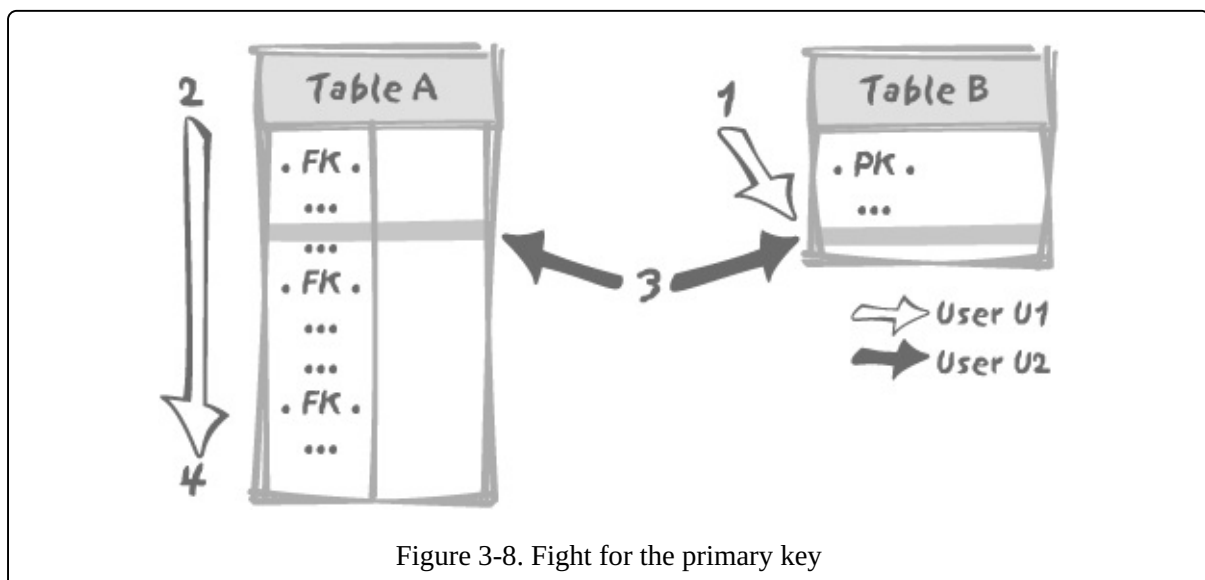 Table A
Table B
2
1
. FK .
...
...
. FK .
...
...
. FK .
...
4
3
. PK .
...
User U1
User U2
Figure 3-8. Fight for the primary key